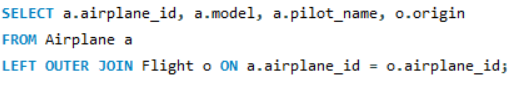 SELECT a.airplane_id, a.model, a.pilot_name, o.origin
FROM Airplane a
LEFT OUTER JOIN Flight o ON a.airplane_id = o.airplane_id;